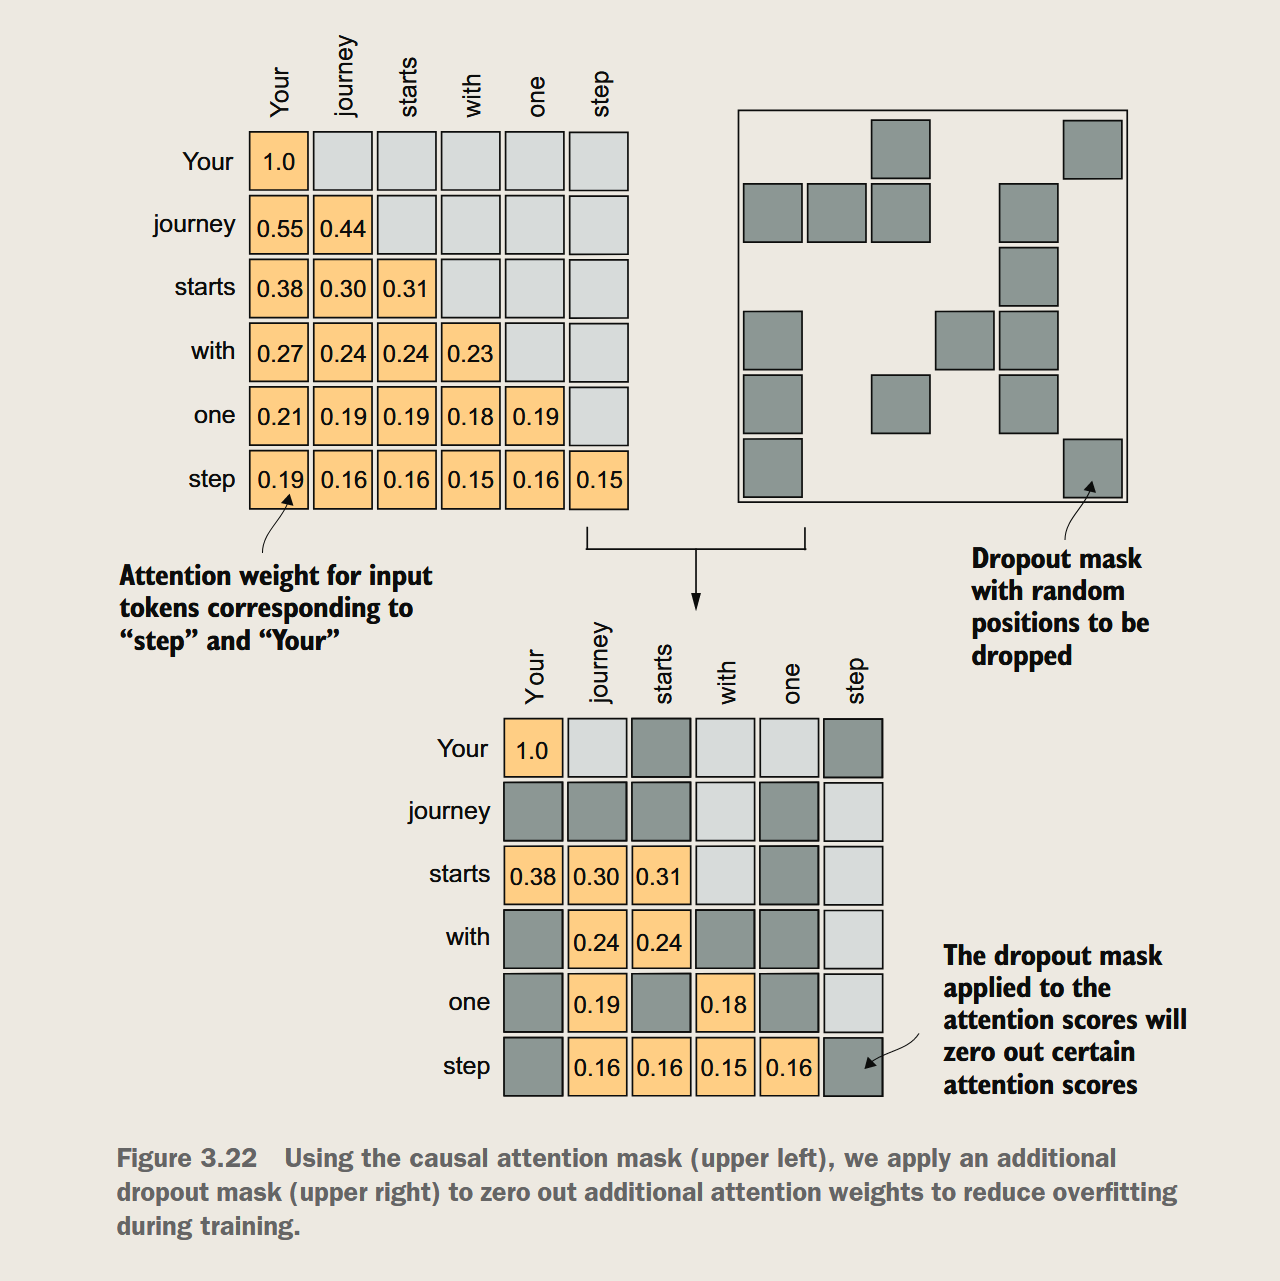 Your journey starts with one step
Your 1.0
journey 0.55 0.44
starts 0.38 0.30 0.31
with 0.27 0.24 0.24 0.23
one 0.21 0.19 0.19 0.18 0.19
step 0.19 0.16 0.16 0.15 0.16 0.15
Attention weight for input
tokens corresponding to
“step” and “Your”
Dropout mask
with random
positions to be
dropped
Your journey starts with one step
Your 1.0
journey
starts 0.38 0.30 0.31
with 0.24 0.24
one 0.19 0.18
step 0.16 0.16 0.15 0.16
The dropout mask
applied to the
attention scores will
zero out certain
attention scores
Figure 3.22 Using the causal attention mask (upper left), we apply an additional
dropout mask (upper right) to zero out additional attention weights to reduce overfitting
during training.